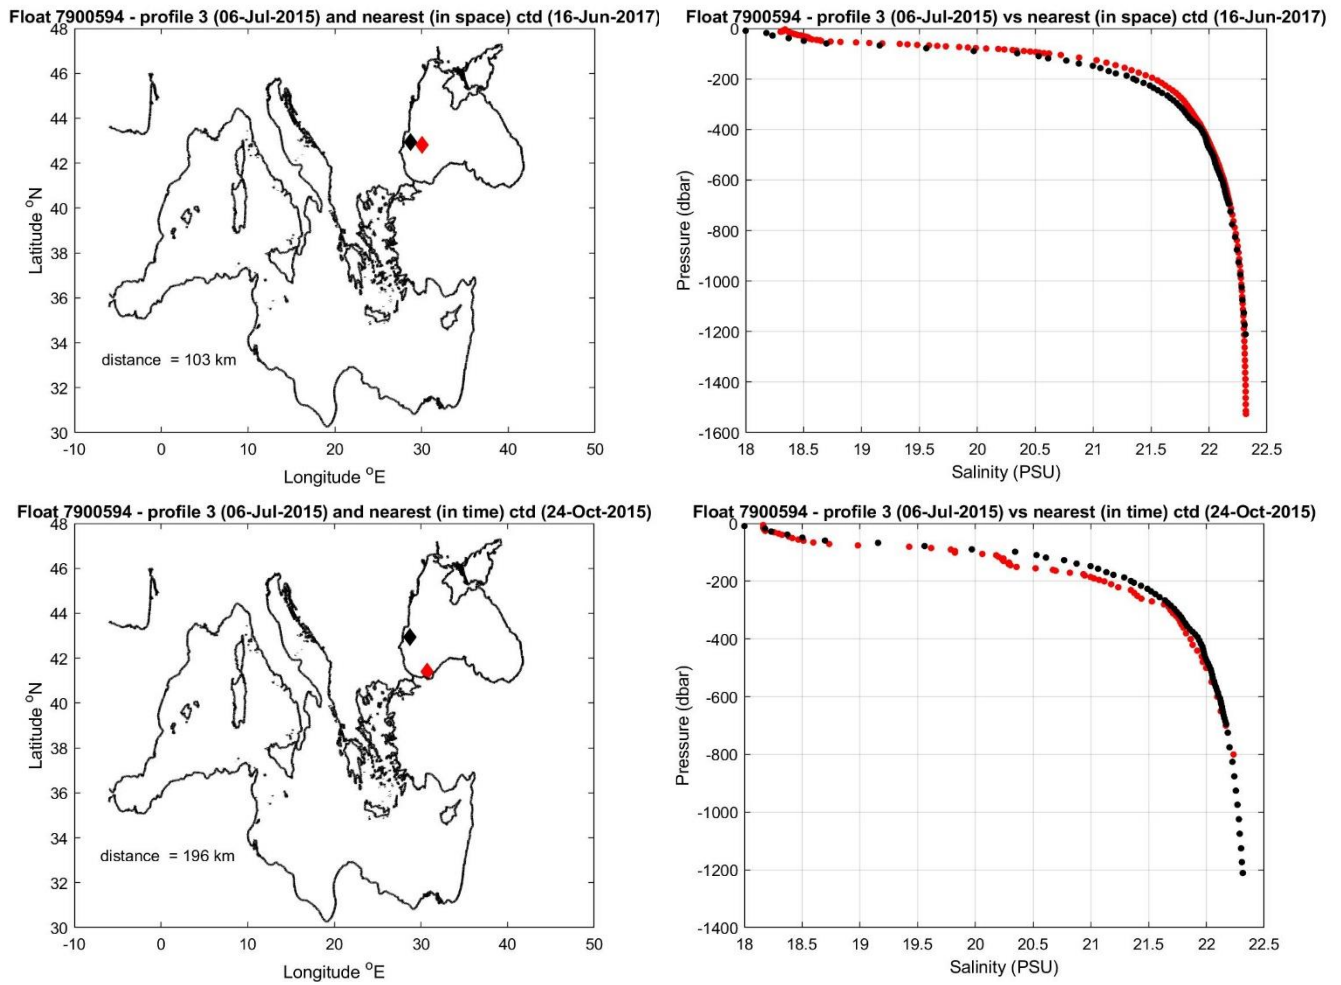 Float 7900594 - profile 3 (06-Jul-2015) and nearest (in space) ctd (16-Jun-2017)
48
46
44
42
40
38
36
34
32
30
Latitude °N
distance = 103 km
-10 0 10 20 30 40 50
Longitude °E
Float 7900594 - profile 3 (06-Jul-2015) vs nearest (in space) ctd (16-Jun-2017)
0
-200
-400
-600
-800
-1000
-1200
-1400
-1600
Pressure (dbar)
18 18.5 19 19.5 20 20.5 21 21.5 22 22.5
Salinity (PSU)
Float 7900594 - profile 3 (06-Jul-2015) and nearest (in time) ctd (24-Oct-2015)
48
46
44
42
40
38
36
34
32
30
Latitude °N
distance = 196 km
-10 0 10 20 30 40 50
Longitude °E
Float 7900594 - profile 3 (06-Jul-2015) vs nearest (in time) ctd (24-Oct-2015)
0
-200
-400
-600
-800
-1000
-1200
-1400
Pressure (dbar)
18 18.5 19 19.5 20 20.5 21 21.5 22 22.5
Salinity (PSU)